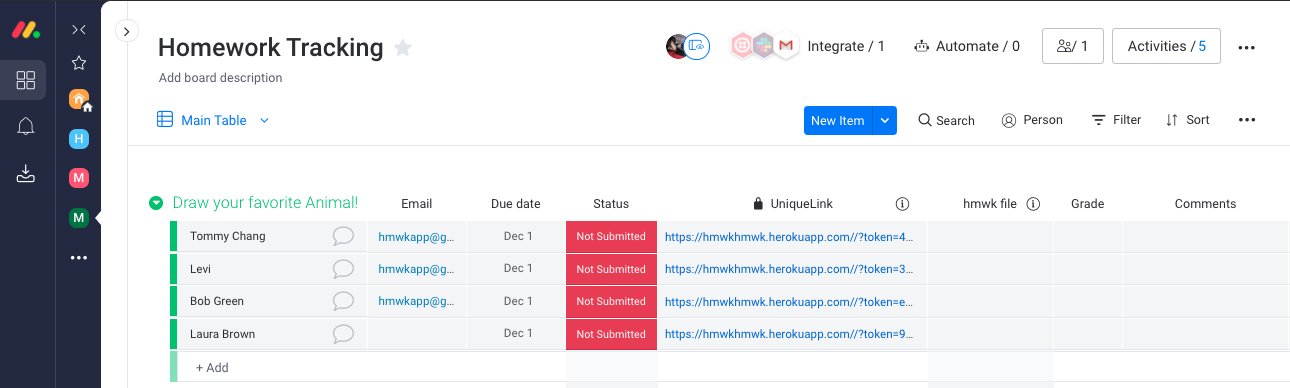 Homework Tracking
Integrate / 1
Automate / 0
/ 1
Activities / 5
Add board description
Main Table
New Item
Search
Person
Filter
Sort
H
M
M
Draw your favorite Animal!
Email
Due date
Status
UniqueLink
hmwk file
Grade
Comments
Tommy Chang
hmwkapp@g...
Dec 1
Not Submitted
https://hmwkhmwk.herokuapp.com//?token=4...
Levi
hmwkapp@g...
Dec 1
Not Submitted
https://hmwkhmwk.herokuapp.com//?token=3...
Bob Green
hmwkapp@g...
Dec 1
Not Submitted
https://hmwkhmwk.herokuapp.com//?token=e...
Laura Brown
Dec 1
Not Submitted
https://hmwkhmwk.herokuapp.com//?token=9...
+ Add